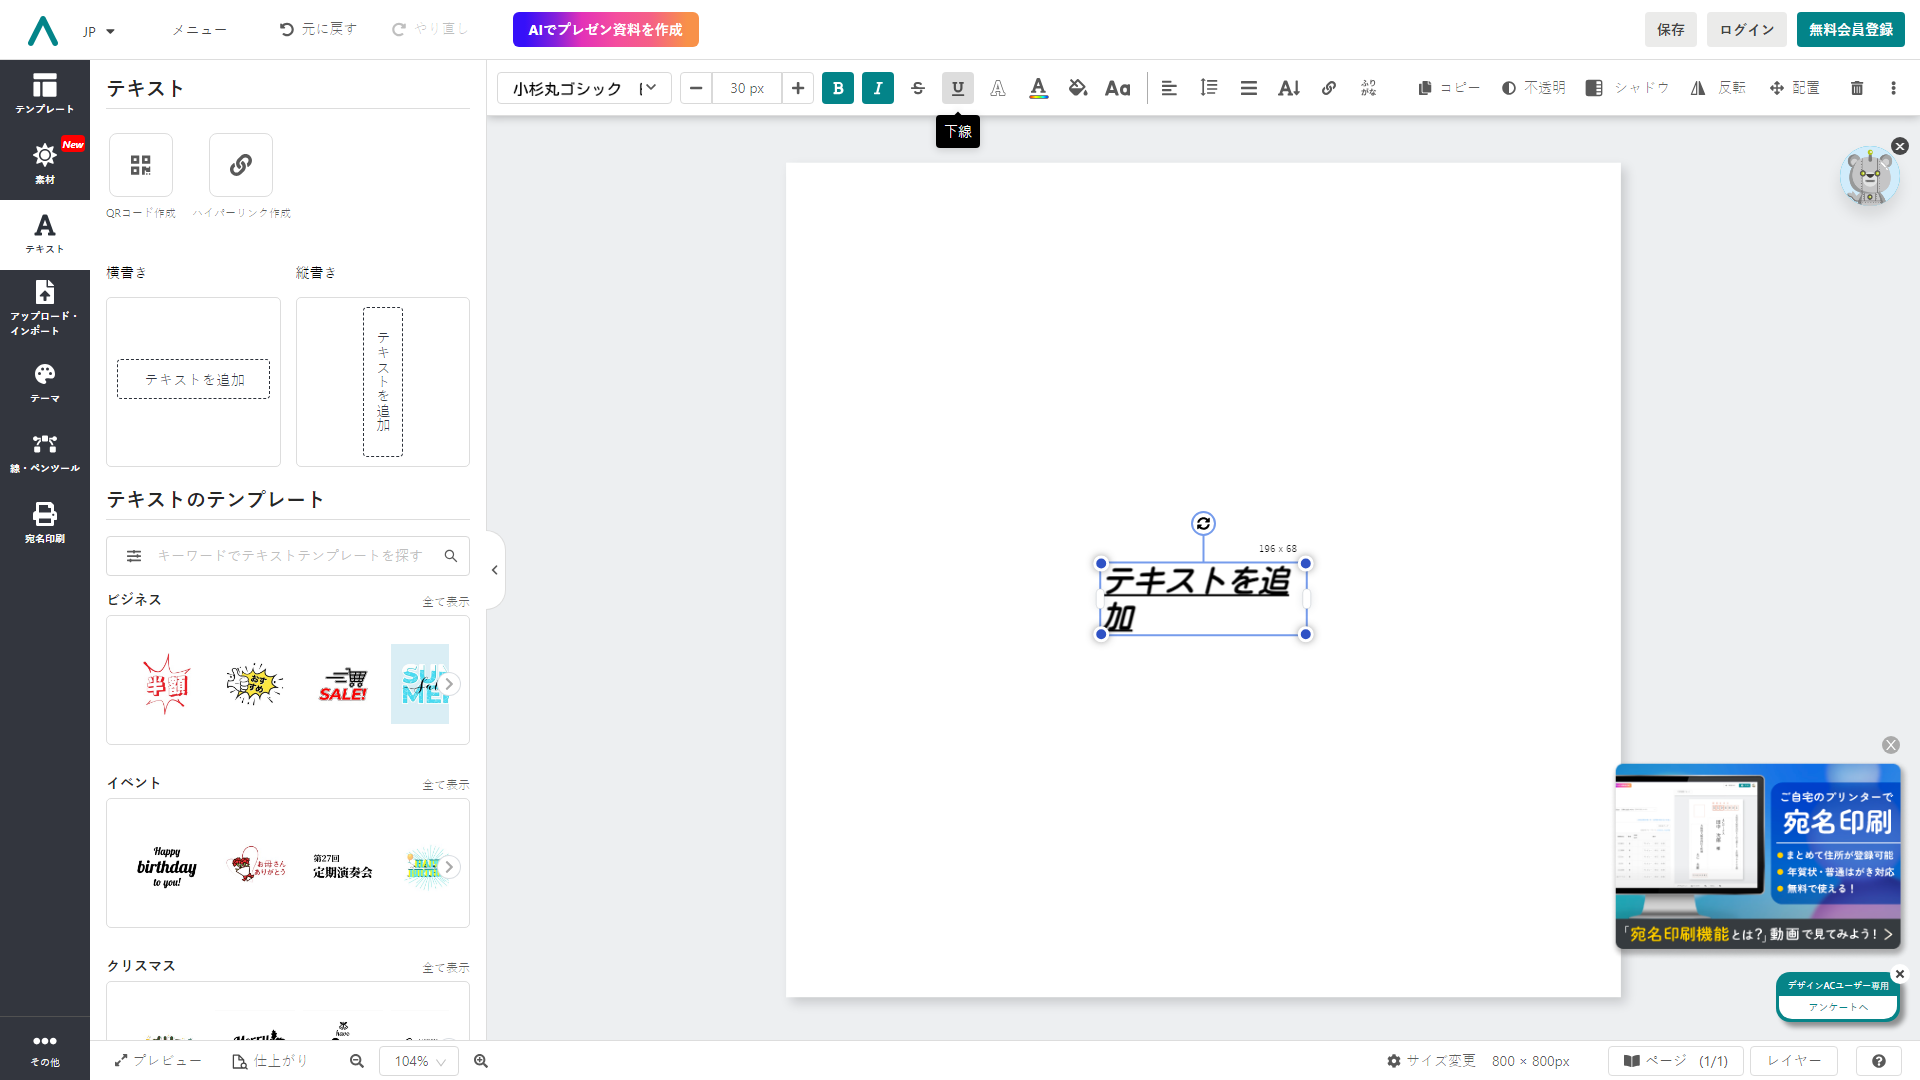 JP
メニュー
元に戻す
やり直し
AIでプレゼン資料を作成
保存
ログイン
無料会員登録
テンプレート
New
素材
テキスト
アップロード・
インポート
テーマ
線・ペンツール
宛名印刷
その他
テキスト
QRコード作成
ハイパーリンク作成
横書き
縦書き
テキストを追加
テキストを追加
テキストのテンプレート
キーワードでテキストテンプレートを探す
ビジネス
全て表示
半額
おす
すめ
SALE!
イベント
全て表示
Happy
birthday
to you!
お母さん
ありがとう
第27回
定期演奏会
クリスマス
全て表示
have
小杉丸ゴシック
30 px
B
I
S
U
A
A
Aa
ふり
がな
コピー
不透明
シャドウ
反転
配置
下線
196 x 68
テキストを追
加
ご自宅のプリンターで
宛名印刷
まとめて住所が登録可能
年賀状・普通はがき対応
無料で使える!
「宛名印刷機能とは?」動画で見てみよう!
デザインACユーザー専用
アンケートへ
プレビュー
仕上がり
104%
サイズ変更
800 × 800px
ページ (1/1)
レイヤー